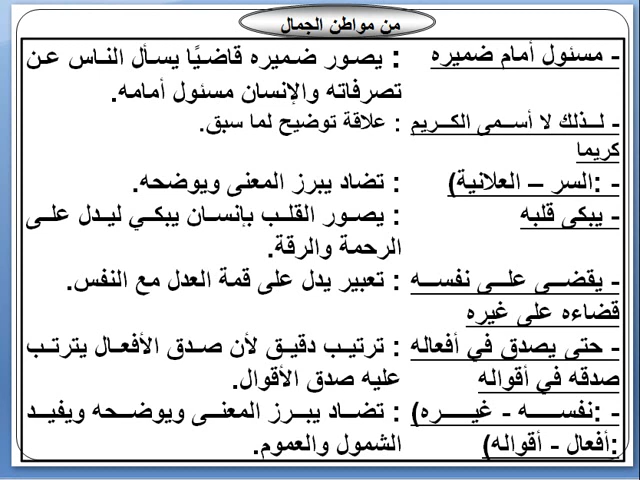 من مواطن الجمال
- مسئول أمام ضميره : يصور ضميره قاضيًا يسأل الناس عن
تصرفاته والإنسان مسئول أمامه.
- لذلك لا أسمى الكريم : علاقة توضيح لما سبق.
كريما
- :السر – العلانية) : تضاد يبرز المعنى ويوضحه.
- يبكى قلبه : يصور القلب بإنسان يبكي ليدل على
الرحمة والرقة.
- يقضى على نفسه : تعبير يدل على قمة العدل مع النفس.
قضاءه على غيره
- حتى يصدق في أفعاله : ترتيب دقيق لأن صدق الأفعال يترتب
صدقه في أقواله عليه صدق الأقوال.
- :نفسه - غيره) : تضاد يبرز المعنى ويوضحه ويفيد
:أفعال - أقواله) الشمول والعموم.